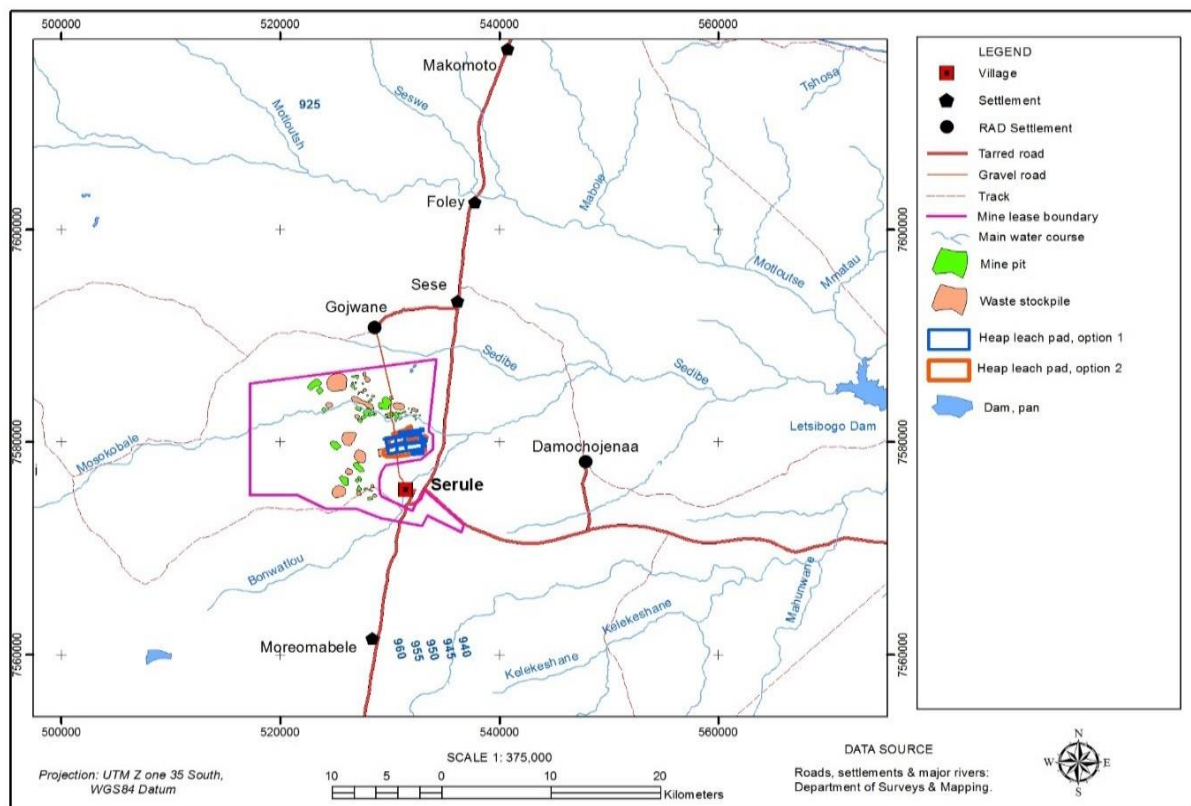 500000
520000
540000
560000
Makomoto
Tshosa
Seswe
Motloutsh
925
Mabole
Foley
7600000
7600000
Motloutse
Mmatau
Sese
Gojwane
Sedibe
Sedibe
Letsibogo Dam
Mosokobale
7580000
7580000
Damochojenaa
i
Serule
Bonwatlou
Mahunwane
Kelekeshane
Moreomabele
960
955
950
945
940
Kelekeshane
7560000
7560000
500000
520000
540000
560000
LEGEND
Village
Settlement
RAD Settlement
Tarred road
Gravel road
Track
Mine lease boundary
Main water course
Mine pit
Waste stockpile
Heap leach pad, option 1
Heap leach pad, option 2
Dam, pan
Projection: UTM Z one 35 South,
WGS84 Datum
SCALE 1: 375,000
10 5 0 10 20
Kilometers
DATA SOURCE
Roads, settlements & major rivers:
Department of Surveys & Mapping.
N
W E
S